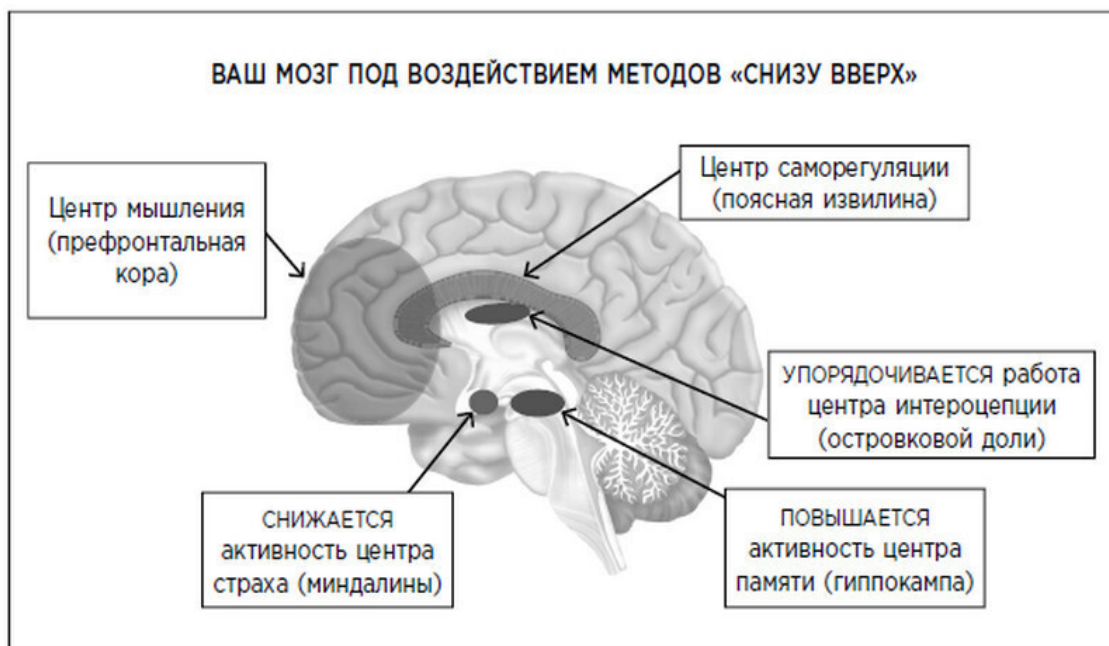 ВАШ МОЗГ ПОД ВОЗДЕЙСТВИЕМ МЕТОДОВ «СНИЗУ ВВЕРХ»
Центр мышления
(префронтальная
кора)
Центр саморегуляции
(поясная извилина)
УПОРЯДОЧИВАЕТСЯ работа
центра интероцепции
(островковой доли)
СНИЖАЕТСЯ
активность центра
страха (миндалины)
ПОВЫШАЕТСЯ
активность центра
памяти (гиппокампа)